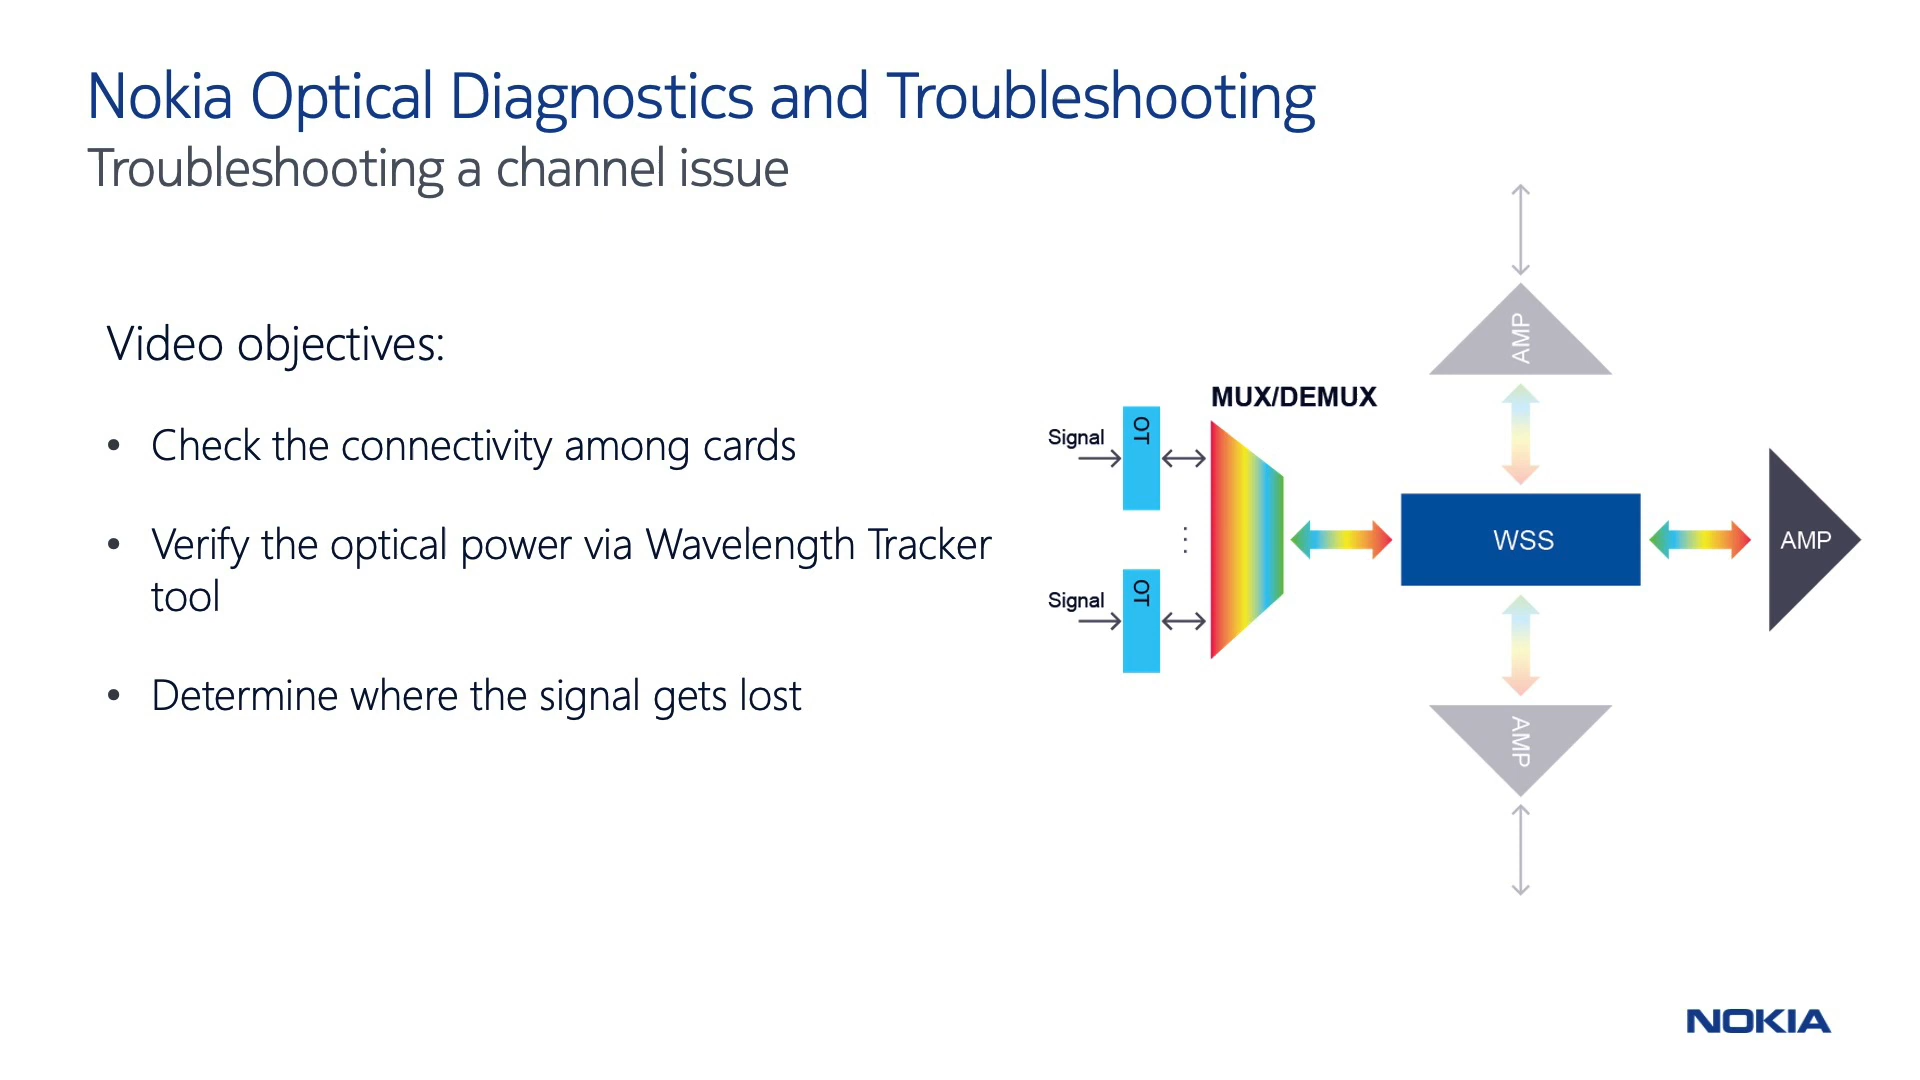 Nokia Optical Diagnostics and Troubleshooting
Troubleshooting a channel issue
Video objectives:
• Check the connectivity among cards
• Verify the optical power via Wavelength Tracker
tool
• Determine where the signal gets lost
AMP
MUX/DEMUX
Signal
OT
WSS
AMP
Signal
OT
AMP
NOKIA